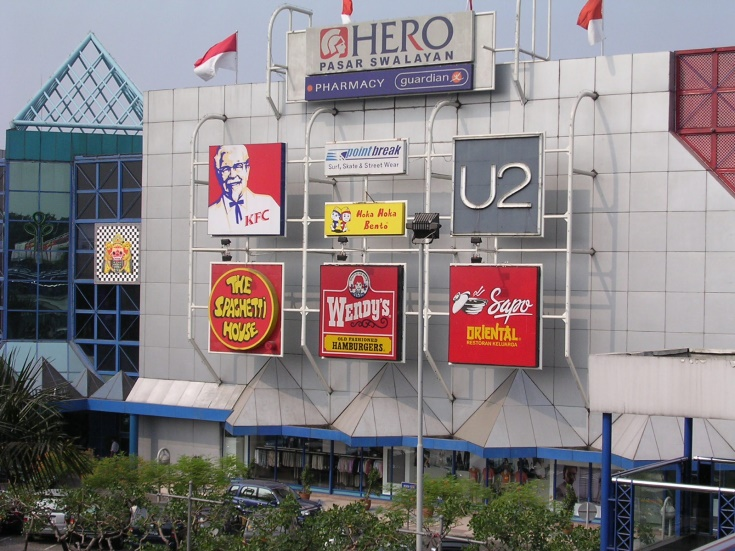 HERO
PASAR SWALAYAN
PHARMACY guardian
KFC
point break
Surf, Skate & Street Wear
Hoka Hoka
Bento
U2
THE
SPAGHETTI
HOUSE
WENDY'S
OLD FASHIONED
HAMBURGERS.
Sapo
ORIENTAL
RESTORAN KELUARGA